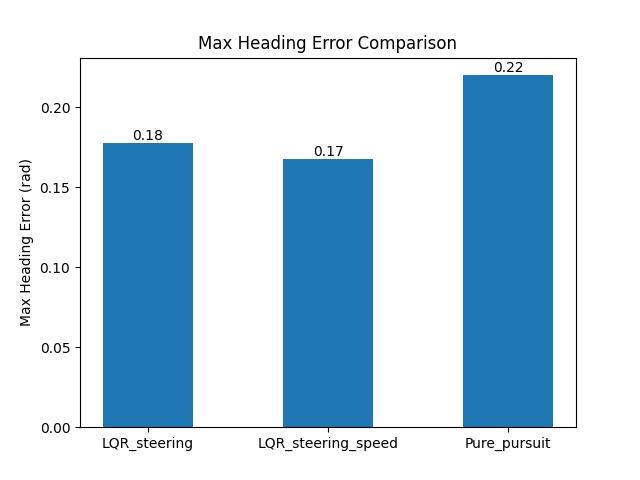 Max Heading Error Comparison
Max Heading Error (rad)
0.20
0.15
0.10
0.05
0.00
0.18
0.17
0.22
LQR_steering
LQR_steering_speed
Pure_pursuit